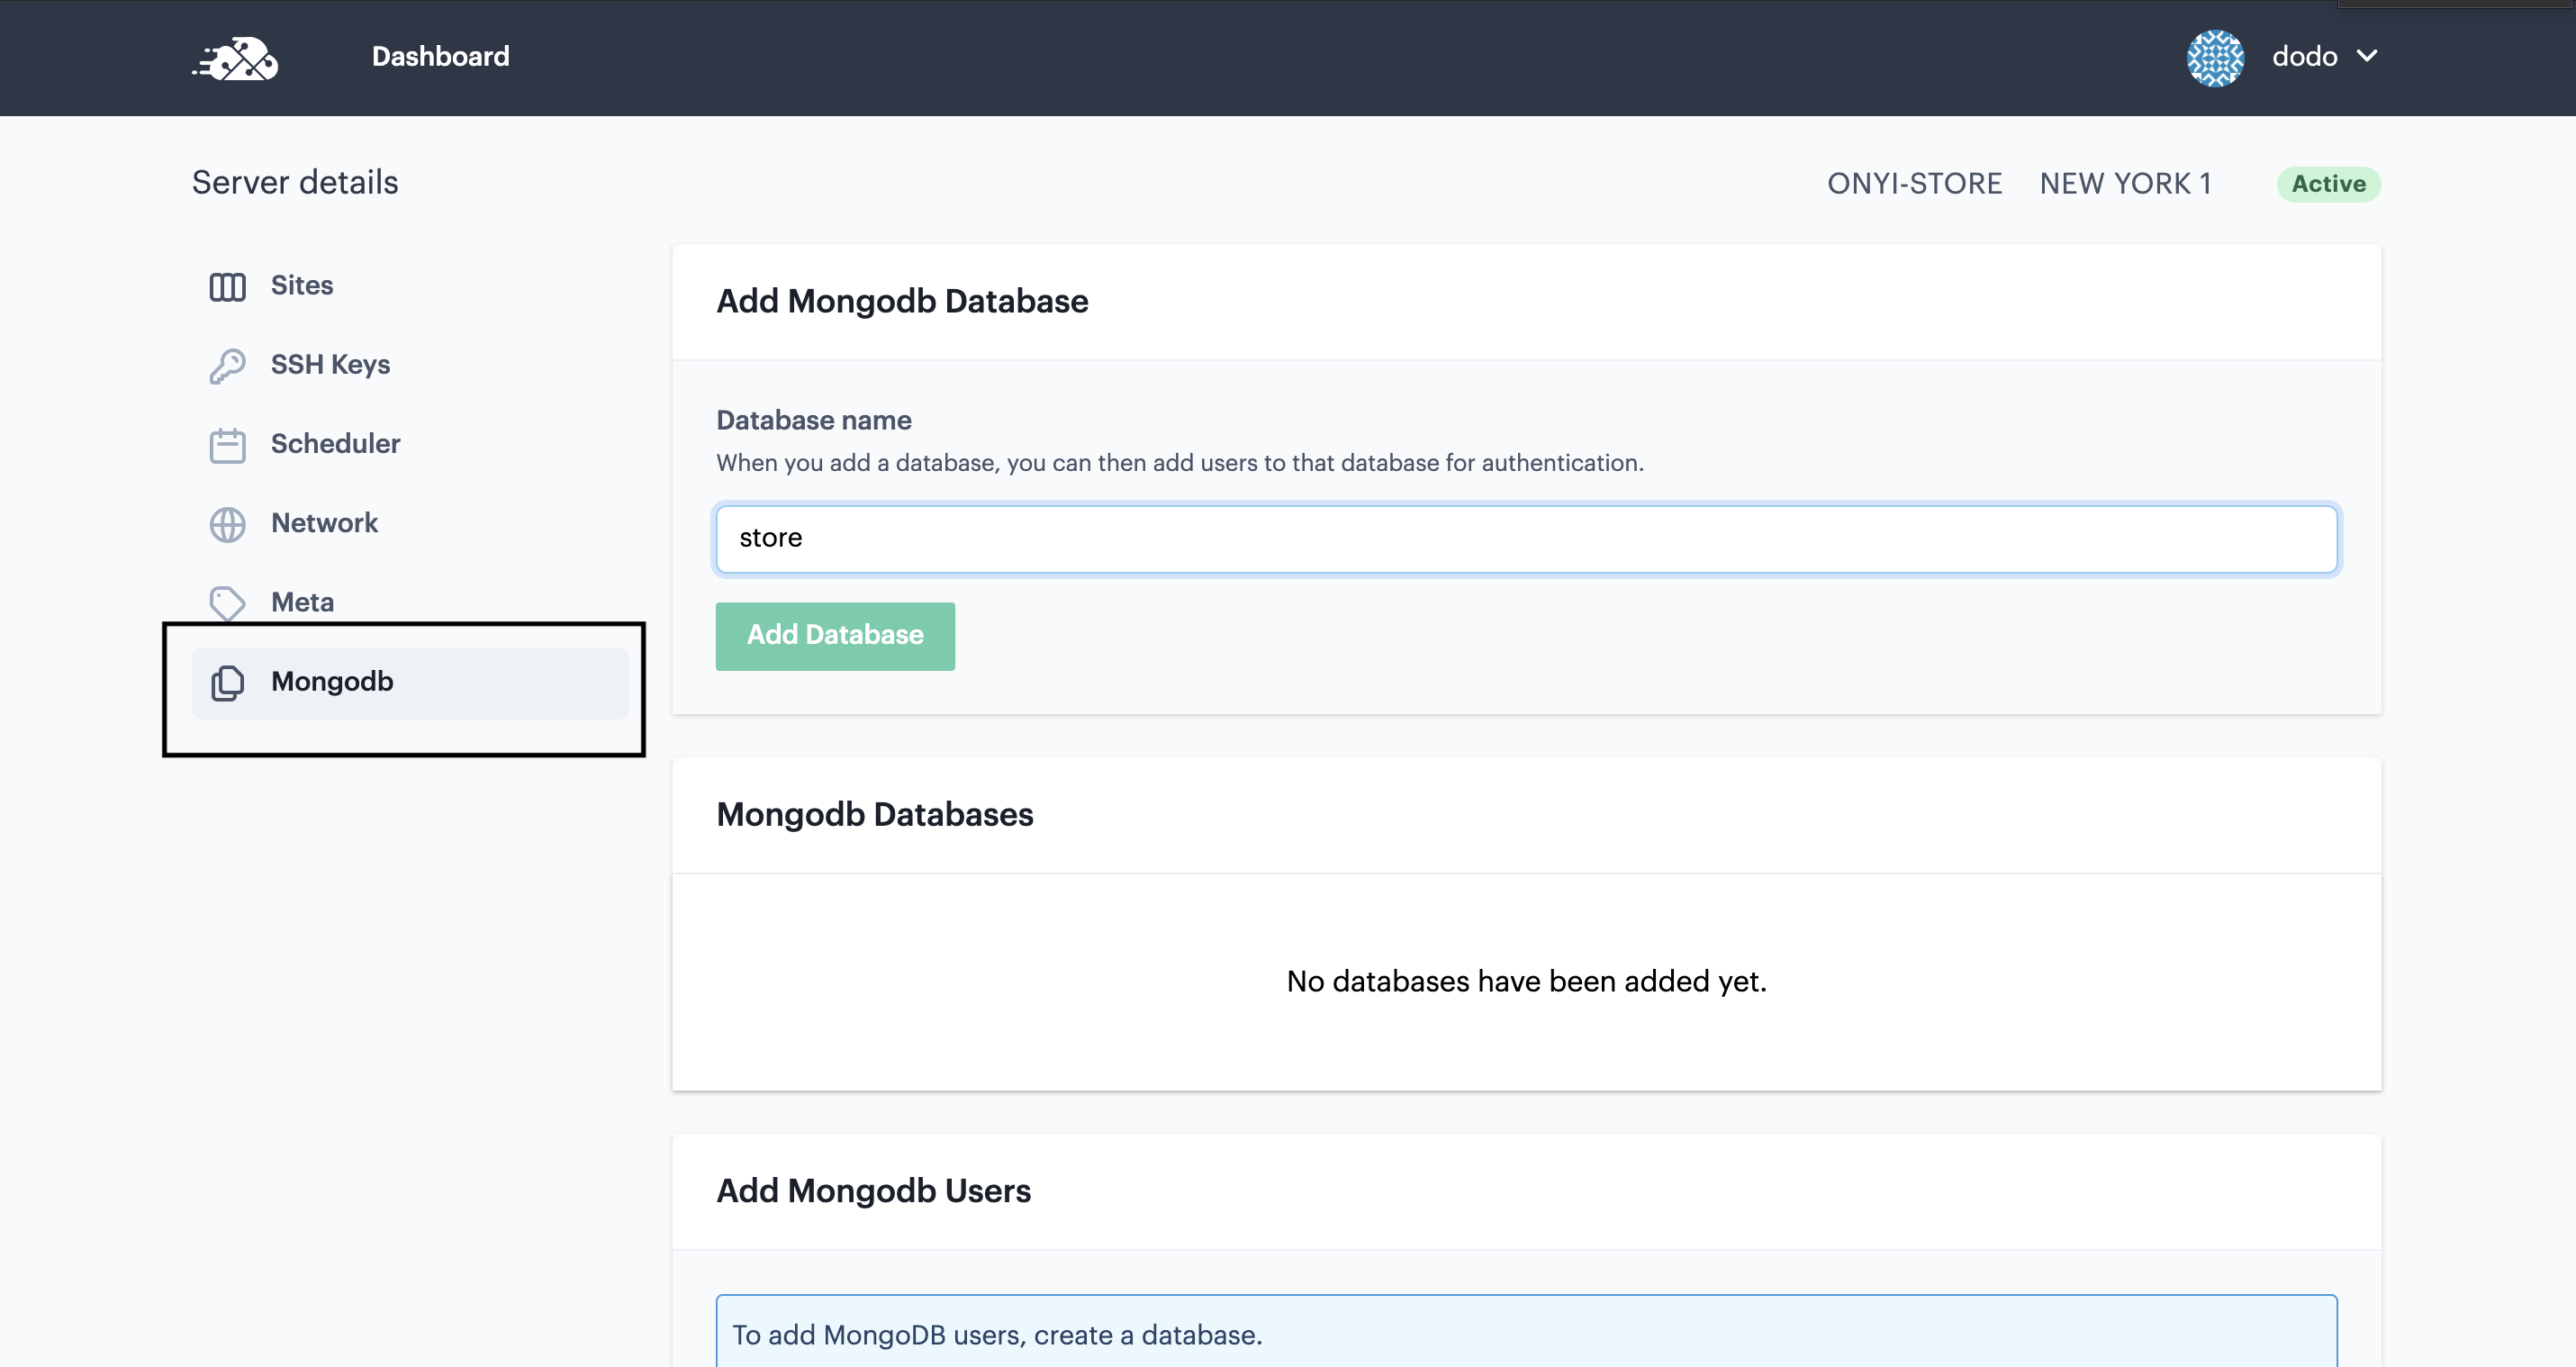 Dashboard
dodo
Server details
ONYI-STORE NEW YORK 1 Active
Sites
SSH Keys
Scheduler
Network
Meta
Mongodb
Add Mongodb Database
Database name
When you add a database, you can then add users to that database for authentication.
store
Add Database
Mongodb Databases
No databases have been added yet.
Add Mongodb Users
To add MongoDB users, create a database.